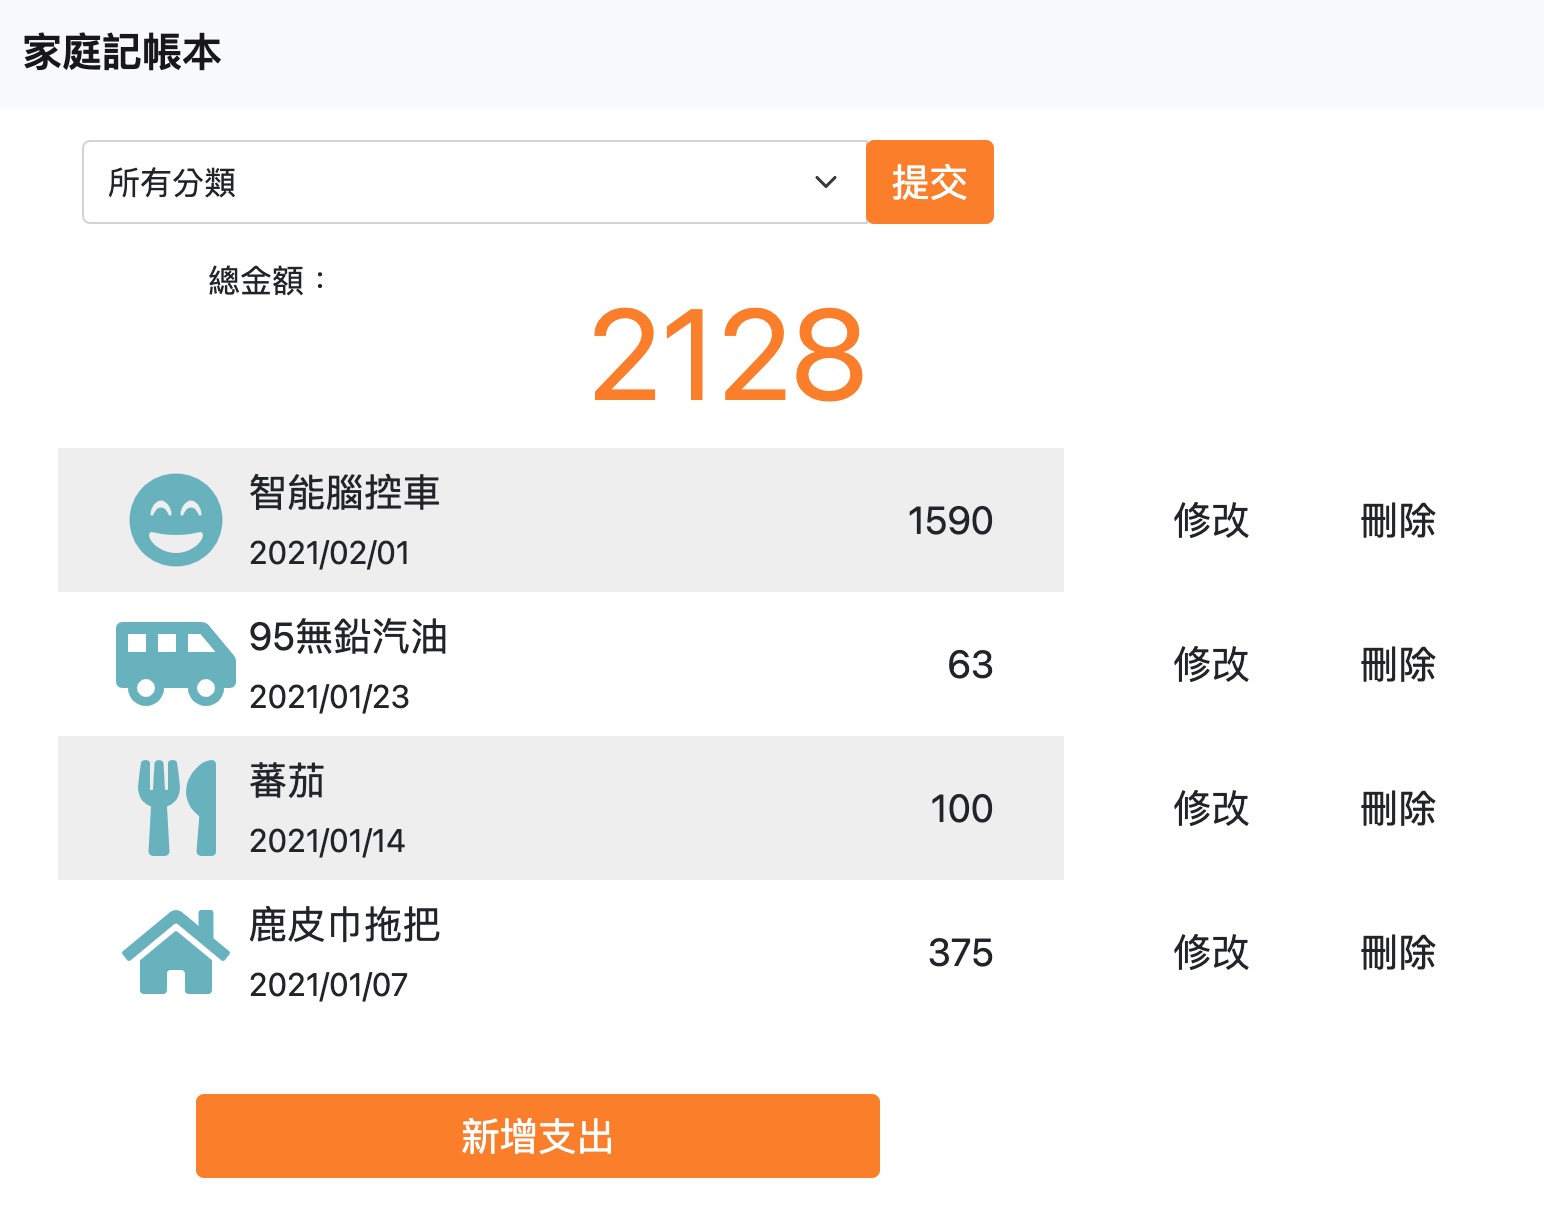 家庭記帳本
所有分類
提交
總金額：
2128
智能腦控車
2021/02/01
1590
修改
刪除
95無鉛汽油
2021/01/23
63
修改
刪除
蕃茄
2021/01/14
100
修改
刪除
鹿皮巾拖把
2021/01/07
375
修改
刪除
新增支出